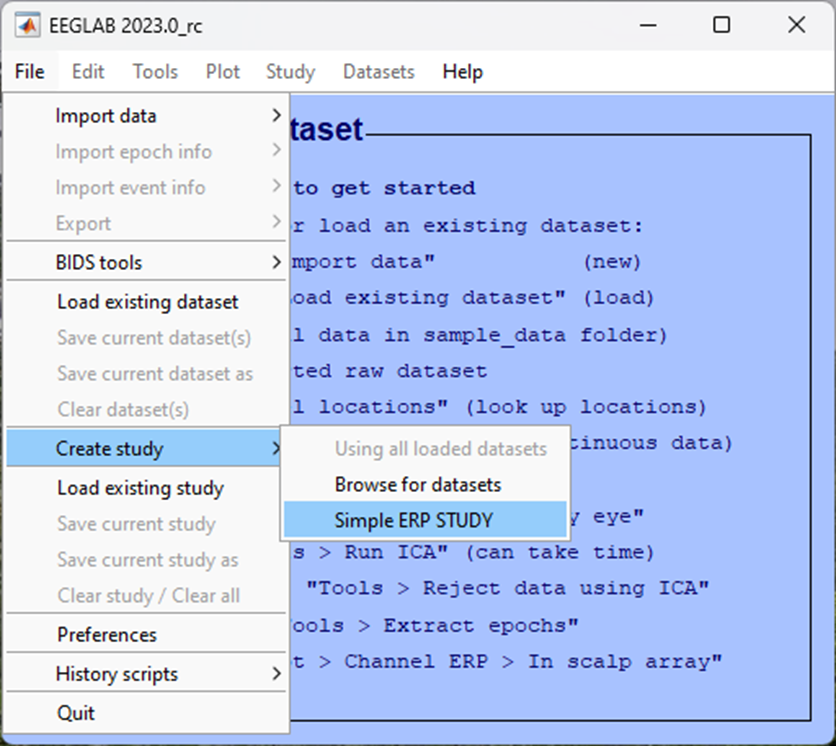 EEGLAB 2023.0_rc
File Edit Tools Plot Study Datasets Help
Import data
Import epoch info
Import event info
Export
BIDS tools
Load existing dataset
Save current dataset(s)
Save current dataset as
Clear dataset(s)
Create study
Load existing study
Save current study
Save current study as
Clear study / Clear all
Preferences
History scripts
Quit
Using all loaded datasets
Browse for datasets
Simple ERP STUDY
taset
to get started
r load an existing dataset:
mport data" (new)
oad existing dataset" (load)
l data in sample_data folder)
ted raw dataset
l locations" (look up locations)
tinuous data)
y eye"
s > Run ICA" (can take time)
"Tools > Reject data using ICA"
ools > Extract epochs"
t > Channel ERP > In scalp array"